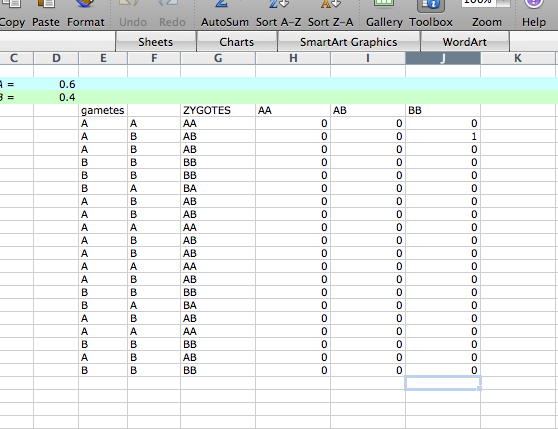 Copy Paste Format Undo Redo AutoSum Sort A-Z Sort Z-A Gallery Toolbox Zoom Help
Sheets Charts SmartArt Graphics WordArt
C D E F G H I J K
A = 0.6
B = 0.4
gametes ZYGOTES AA AB BB
A A AA 0 0 0
A B AB 0 0 1
A B AB 0 0 0
B B BB 0 0 0
B B BB 0 0 0
B A BA 0 0 0
A B AB 0 0 0
A B AB 0 0 0
A A AA 0 0 0
A B AB 0 0 0
A B AB 0 0 0
A A AA 0 0 0
A B AB 0 0 0
B B BB 0 0 0
B A BA 0 0 0
A B AB 0 0 0
A A AA 0 0 0
B B BB 0 0 0
A B AB 0 0 0
B B BB 0 0 0